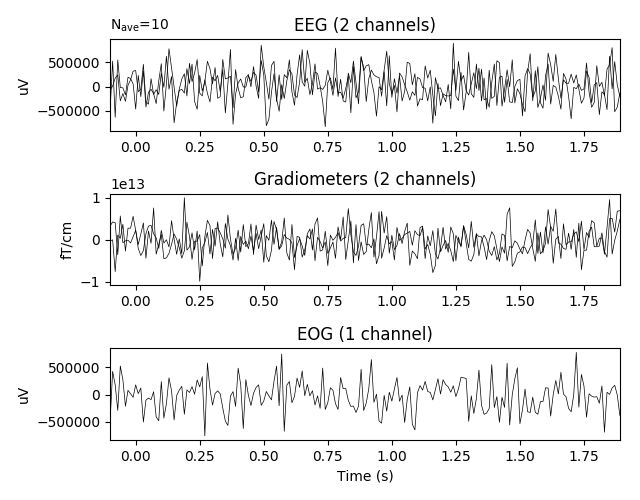 N_ave=10
EEG (2 channels)
500000
0
−500000
uV
0.00 0.25 0.50 0.75 1.00 1.25 1.50 1.75
1e13
Gradiometers (2 channels)
1
0
−1
fT/cm
0.00 0.25 0.50 0.75 1.00 1.25 1.50 1.75
EOG (1 channel)
500000
0
−500000
uV
0.00 0.25 0.50 0.75 1.00 1.25 1.50 1.75
Time (s)